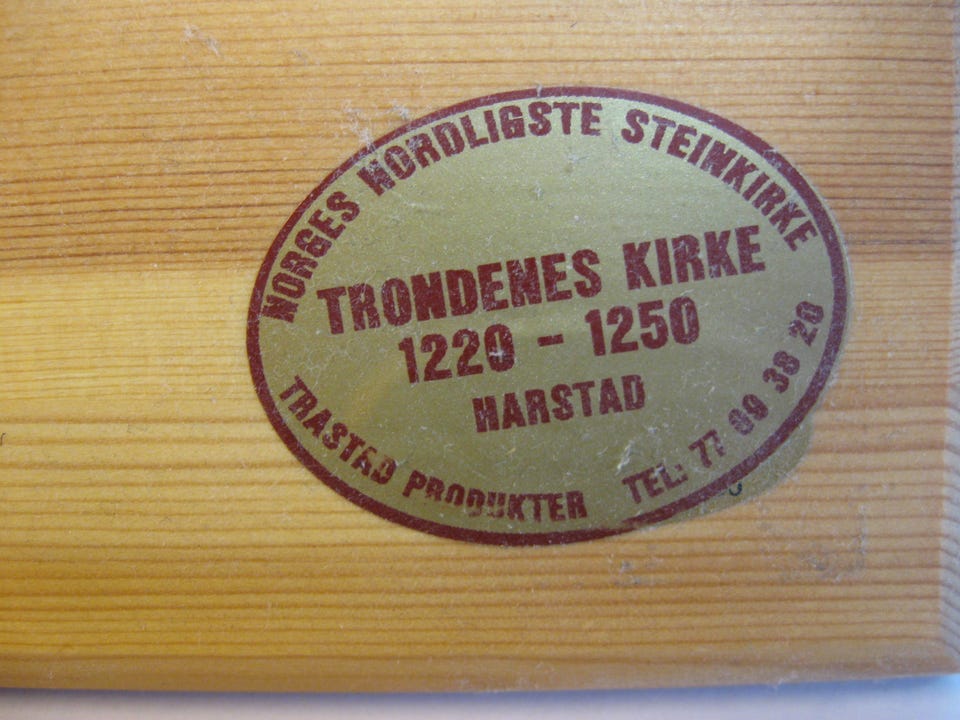 NORGES NORDLIGSTE STEINKIRKE
TRONDENES KIRKE
1220 - 1250
HARSTAD
TRASTAD PRODUKTER TEL: 77 09 38 20